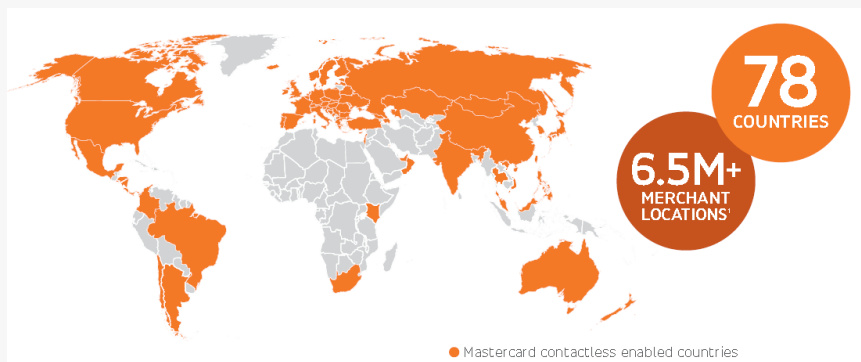 78
COUNTRIES
6.5M+
MERCHANT
LOCATIONS¹
Mastercard contactless enabled countries